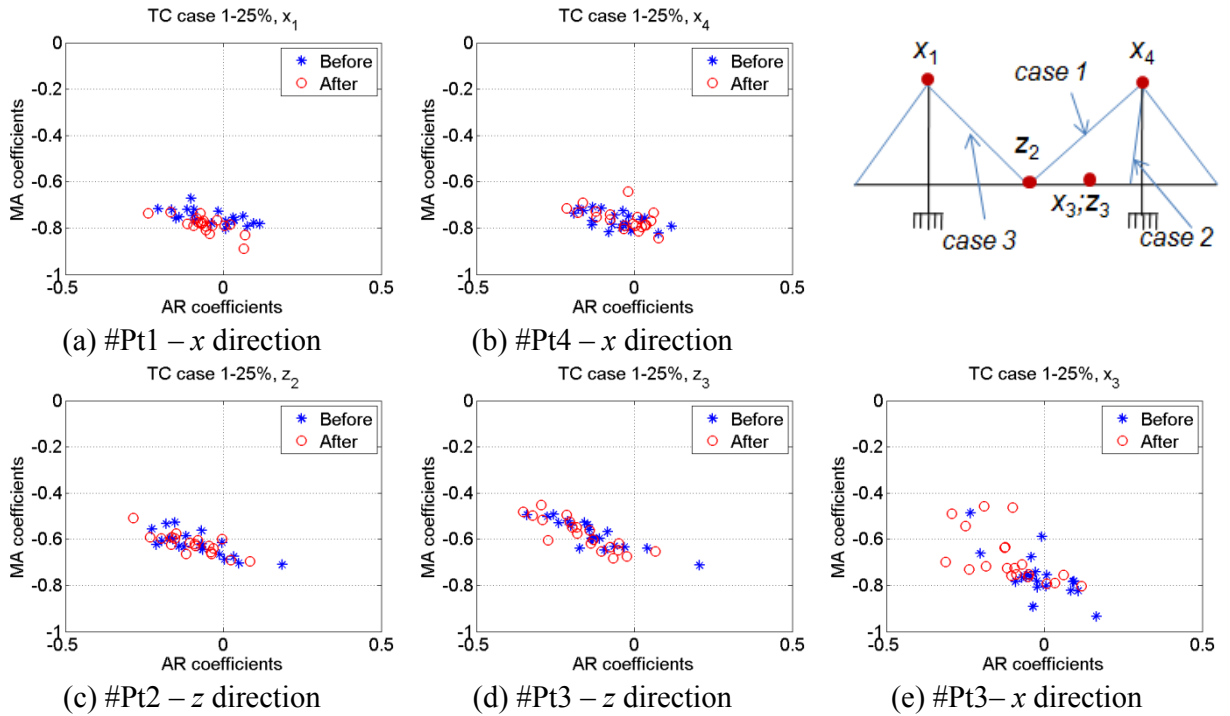 TC case 1-25%, x1
0
-0.2
-0.4
-0.6
-0.8
-1
MA coefficients
Before
After
-0.5
0
0.5
AR coefficients
(a) #Pt1 – x direction
TC case 1-25%, x4
0
-0.2
-0.4
-0.6
-0.8
-1
MA coefficients
Before
After
-0.5
0
0.5
AR coefficients
(b) #Pt4 – x direction
x1
x4
case 1
z2
x3;z3
case 3
case 2
TC case 1-25%, z2
0
-0.2
-0.4
-0.6
-0.8
-1
MA coefficients
Before
After
-0.5
0
0.5
AR coefficients
(c) #Pt2 – z direction
TC case 1-25%, z3
0
-0.2
-0.4
-0.6
-0.8
-1
MA coefficients
Before
After
-0.5
0
0.5
AR coefficients
(d) #Pt3 – z direction
TC case 1-25%, x3
0
-0.2
-0.4
-0.6
-0.8
-1
MA coefficients
Before
After
-0.5
0
0.5
AR coefficients
(e) #Pt3– x direction